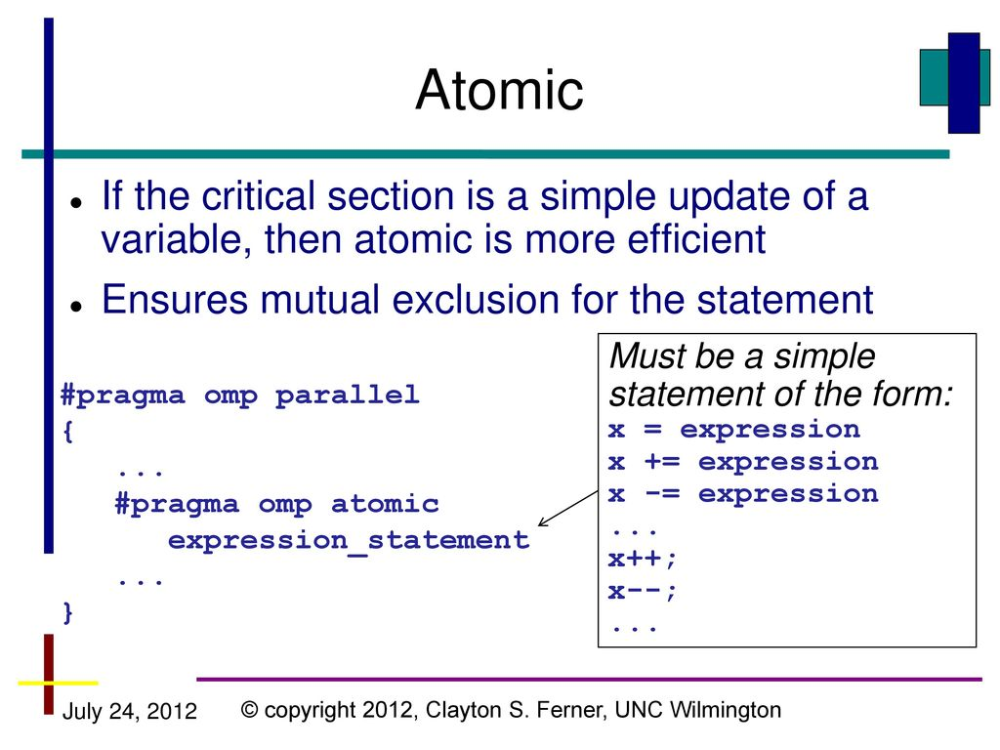 Atomic
● If the critical section is a simple update of a
variable, then atomic is more efficient
● Ensures mutual exclusion for the statement
#pragma omp parallel
{
...
#pragma omp atomic
expression_statement
...
}
Must be a simple
statement of the form:
x = expression
x += expression
x -= expression
...
x++;
x--;
...
July 24, 2012
© copyright 2012, Clayton S. Ferner, UNC Wilmington